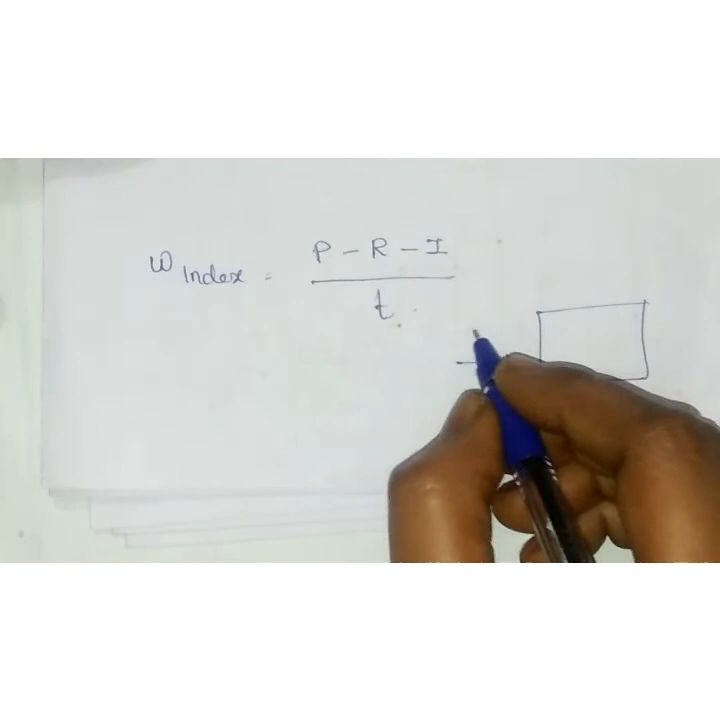 W Index = P - R - I
t